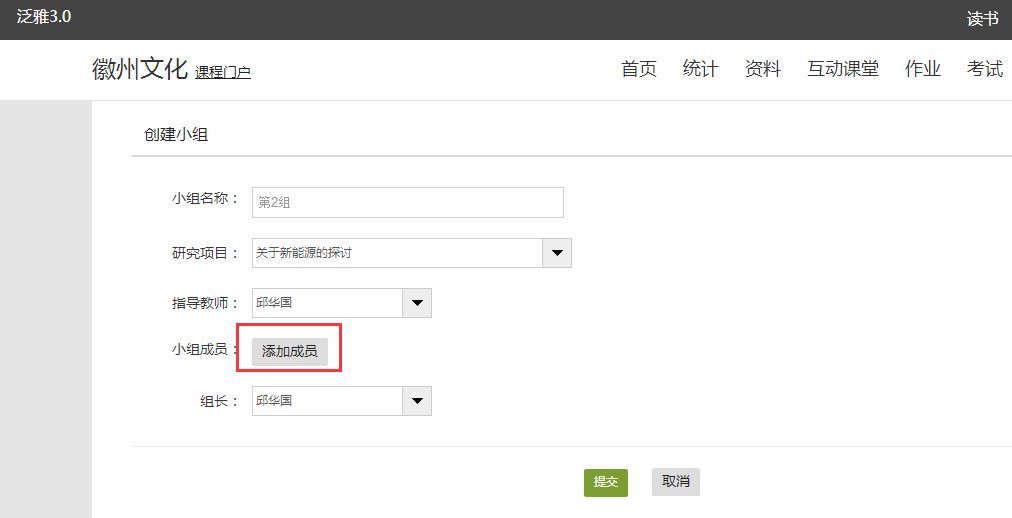 泛雅3.0 读书
徽州文化 课程门户 首页 统计 资料 互动课堂 作业 考试
创建小组
小组名称： 第2组
研究项目： 关于新能源的探讨
指导教师： 邱华国
小组成员： 添加成员
组长： 邱华国
提交 取消